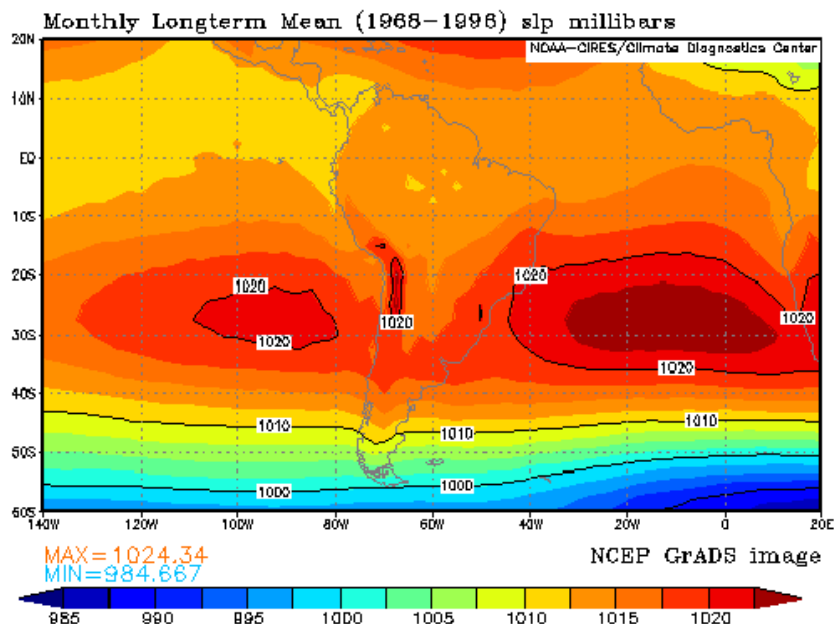 Monthly Longterm Mean (1968-1996) slp millibars
20N
NOAA-CIRES/Climate Diagnostics Center
10N
EQ
10S
20S
1020
1020
1020
30S
1020
1020
1020
1020
40S
1010
1010
1010
50S
1000
1000
60S
140W 120W 100W 80W 60W 40W 20W 0 20E
MAX=1024.34
MIN=984.667
NCEP GrADS image
985 990 995 1000 1005 1010 1015 1020